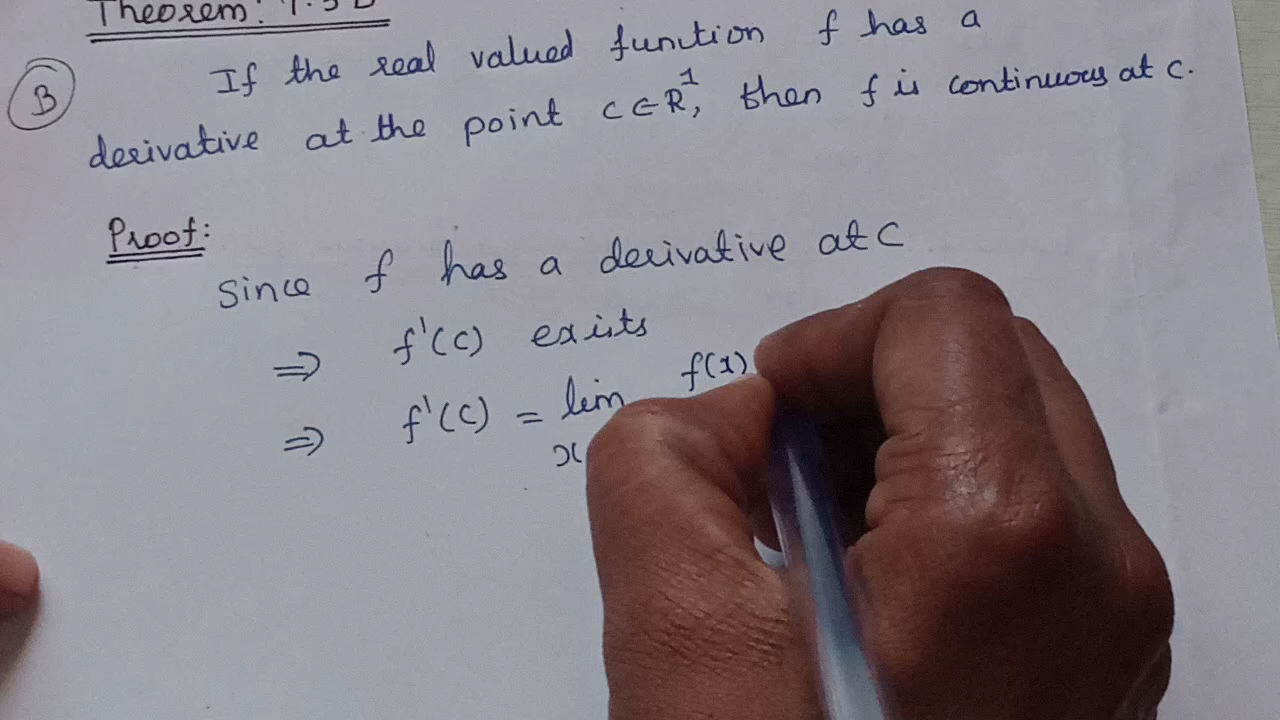 Theorem:
B
If the real valued function f has a
derivative at the point C ∈ R¹, then f is continuous at c.
Proof:
Since f has a derivative at C
⇒ f'(c) exists
⇒ f'(c) = lim f(x)
x